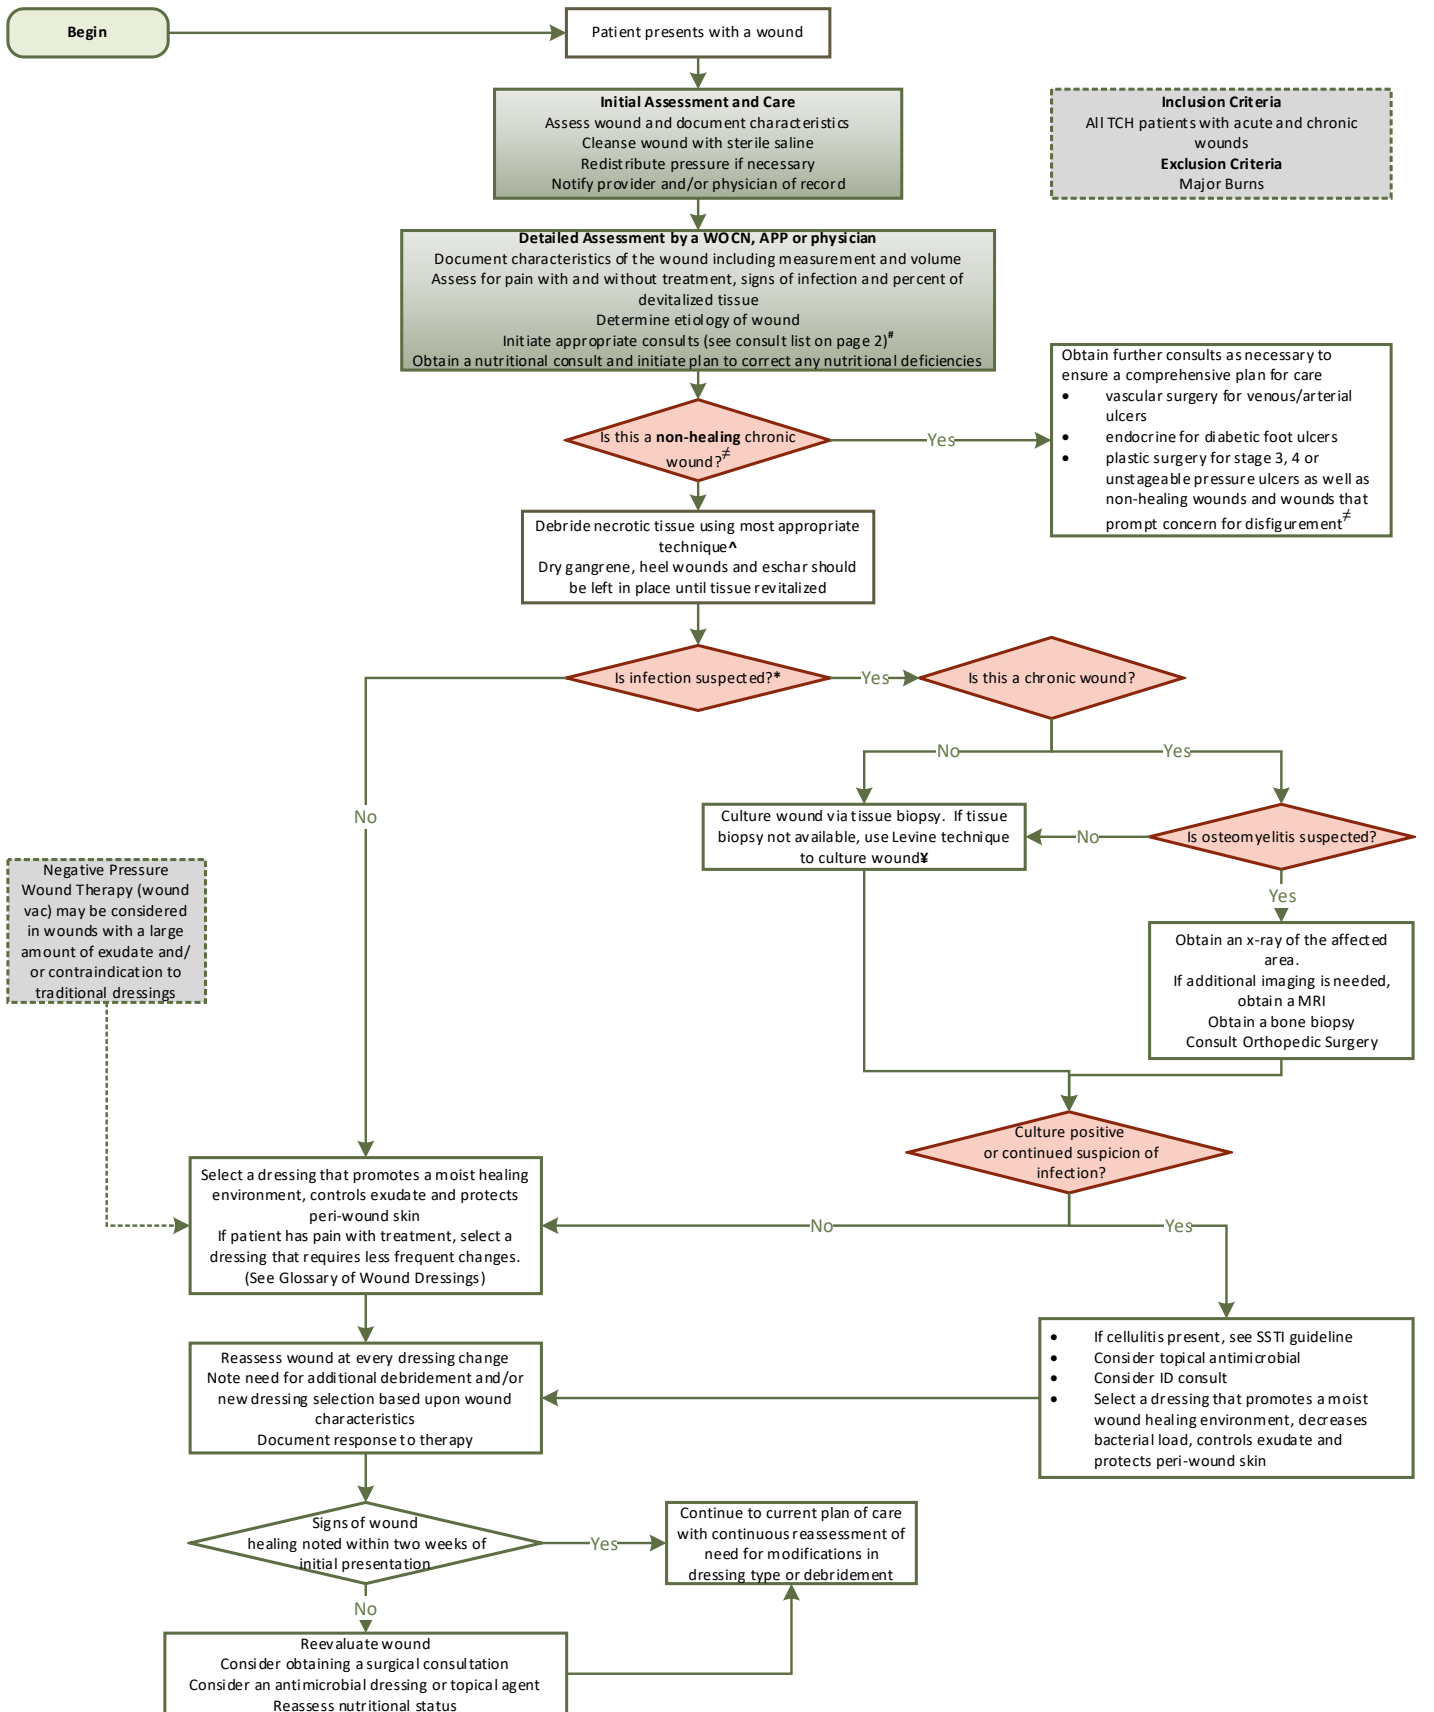 Begin
Patient presents with a wound
Initial Assessment and Care
Assess wound and document characteristics
Cleanse wound with sterile saline
Redistribute pressure if necessary
Notify provider and/or physician of record
Inclusion Criteria
All TCH patients with acute and chronic
wounds
Exclusion Criteria
Major Burns
Detailed Assessment by a WOCN, APP or physician
Document characteristics of the wound including measurement and volume
Assess for pain with and without treatment, signs of infection and percent of
devitalized tissue
Determine etiology of wound
Initiate appropriate consults (see consult list on page 2)#
Obtain a nutritional consult and initiate plan to correct any nutritional deficiencies
Is this a non-healing chronic
wound?≠
Yes
Obtain further consults as necessary to
ensure a comprehensive plan for care
• vascular surgery for venous/arterial
ulcers
• endocrine for diabetic foot ulcers
• plastic surgery for stage 3, 4 or
unstageable pressure ulcers as well as
non-healing wounds and wounds that
prompt concern for disfigurement≠
Debride necrotic tissue using most appropriate
technique^
Dry gangrene, heel wounds and eschar should
be left in place until tissue revitalized
Is infection suspected?*
Yes
Is this a chronic wound?
No
Yes
No
Culture wound via tissue biopsy. If tissue
biopsy not available, use Levine technique
to culture wound¥
No
Is osteomyelitis suspected?
Yes
Negative Pressure
Wound Therapy (wound
vac) may be considered
in wounds with a large
amount of exudate and/
or contraindication to
traditional dressings
Obtain an x-ray of the affected
area.
If additional imaging is needed,
obtain a MRI
Obtain a bone biopsy
Consult Orthopedic Surgery
Culture positive
or continued suspicion of
infection?
No
Yes
Select a dressing that promotes a moist healing
environment, controls exudate and protects
peri-wound skin
If patient has pain with treatment, select a
dressing that requires less frequent changes.
(See Glossary of Wound Dressings)
• If cellulitis present, see SSTI guideline
• Consider topical antimicrobial
• Consider ID consult
• Select a dressing that promotes a moist
wound healing environment, decreases
bacterial load, controls exudate and
protects peri-wound skin
Reassess wound at every dressing change
Note need for additional debridement and/or
new dressing selection based upon wound
characteristics
Document response to therapy
Signs of wound
healing noted within two weeks of
initial presentation
Yes
Continue to current plan of care
with continuous reassessment of
need for modifications in
dressing type or debridement
No
Reevaluate wound
Consider obtaining a surgical consultation
Consider an antimicrobial dressing or topical agent
Reassess nutritional status